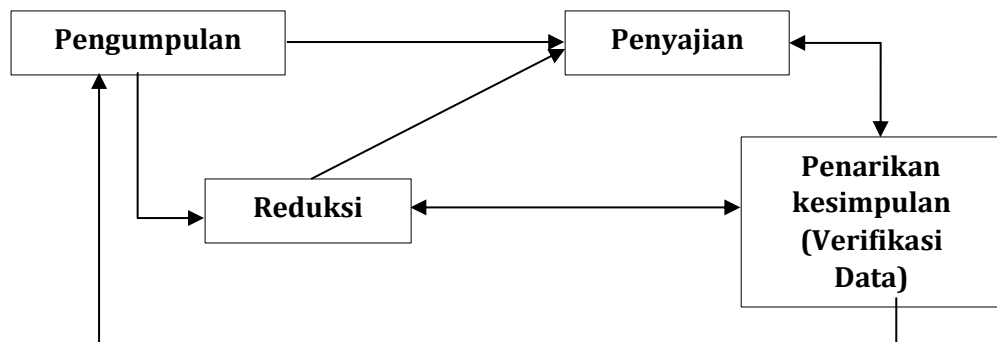 Pengumpulan
Penyajian
Reduksi
Penarikan
kesimpulan
(Verifikasi
Data)